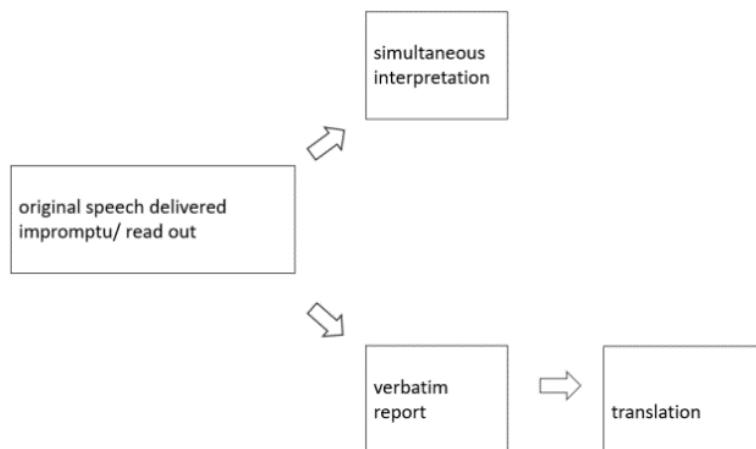 simultaneous
interpretation
original speech delivered
impromptu/ read out
verbatim
report
translation